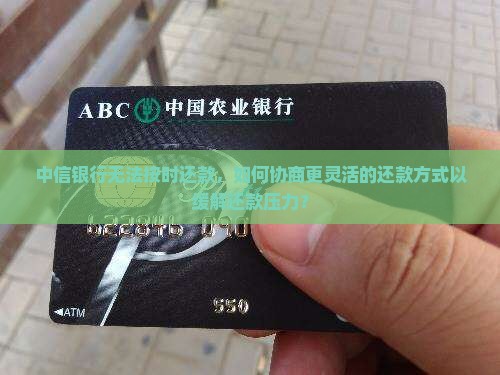 ABC 中国农业银行
中信银行无法按时还款，如何协商更灵活的还款方式以
缓解还款压力？
622846 090
550
◀ATM